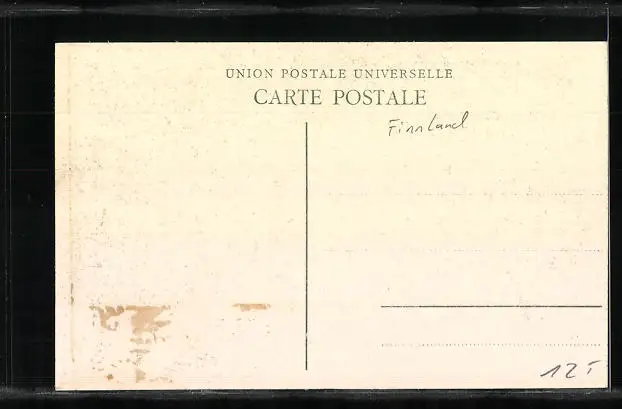 UNION POSTALE UNIVERSELLE
CARTE POSTALE
Finnland
12,-